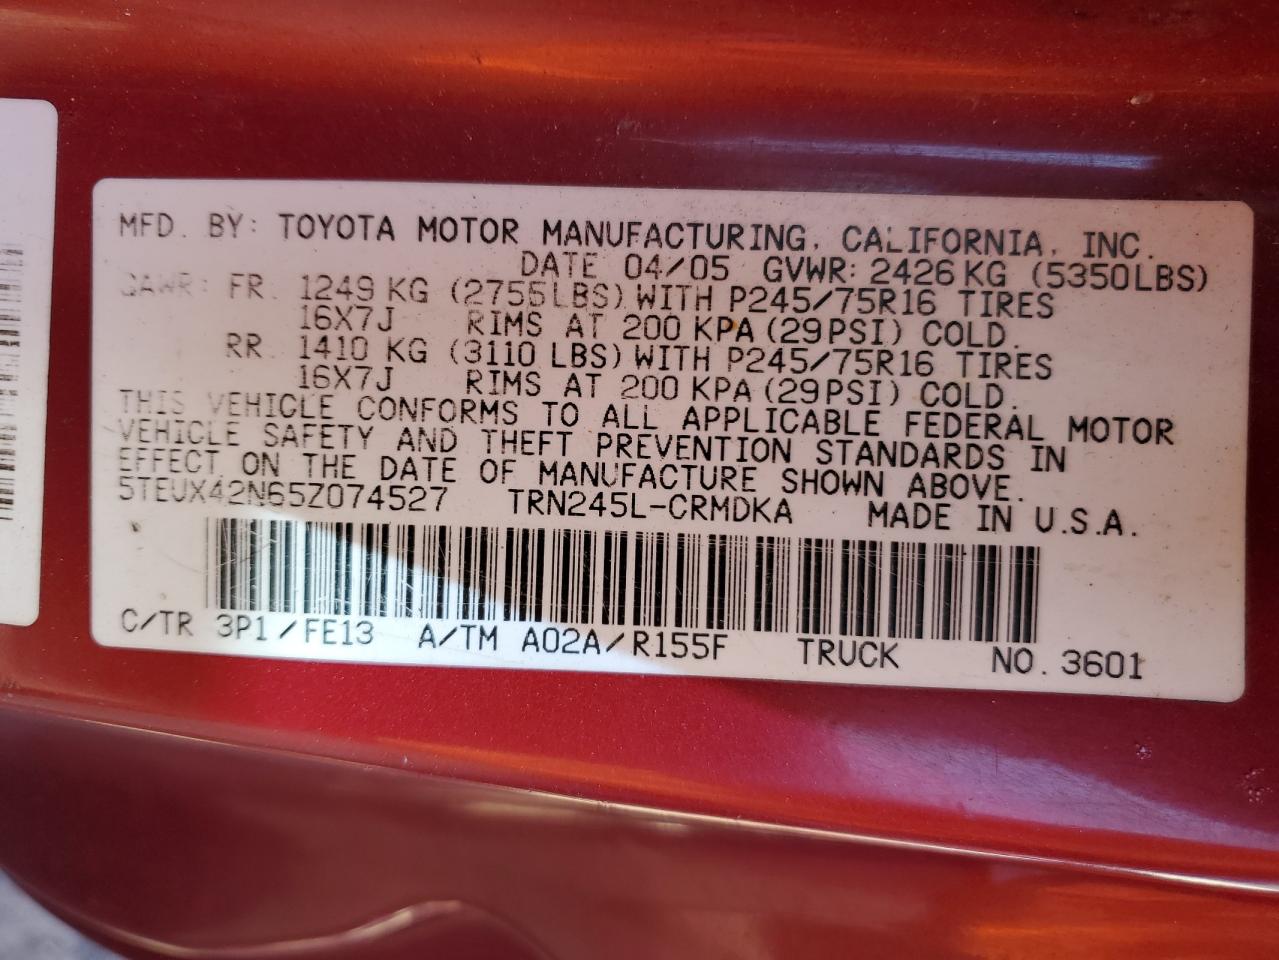 MFD. BY: TOYOTA MOTOR MANUFACTURING, CALIFORNIA, INC.
DATE 04/05 GVWR: 2426 KG (5350LBS)
GAWR: FR. 1249 KG (2755LBS) WITH P245/75R16 TIRES
16X7J RIMS AT 200 KPA (29PSI) COLD.
RR. 1410 KG (3110 LBS) WITH P245/75R16 TIRES
16X7J RIMS AT 200 KPA (29PSI) COLD.
THIS VEHICLE CONFORMS TO ALL APPLICABLE FEDERAL MOTOR
VEHICLE SAFETY AND THEFT PREVENTION STANDARDS IN
EFFECT ON THE DATE OF MANUFACTURE SHOWN ABOVE.
5TEUX42N65Z074527 TRN245L-CRMDKA MADE IN U.S.A.
C/TR 3P1/FE13 A/TM A02A/R155F TRUCK NO.3601